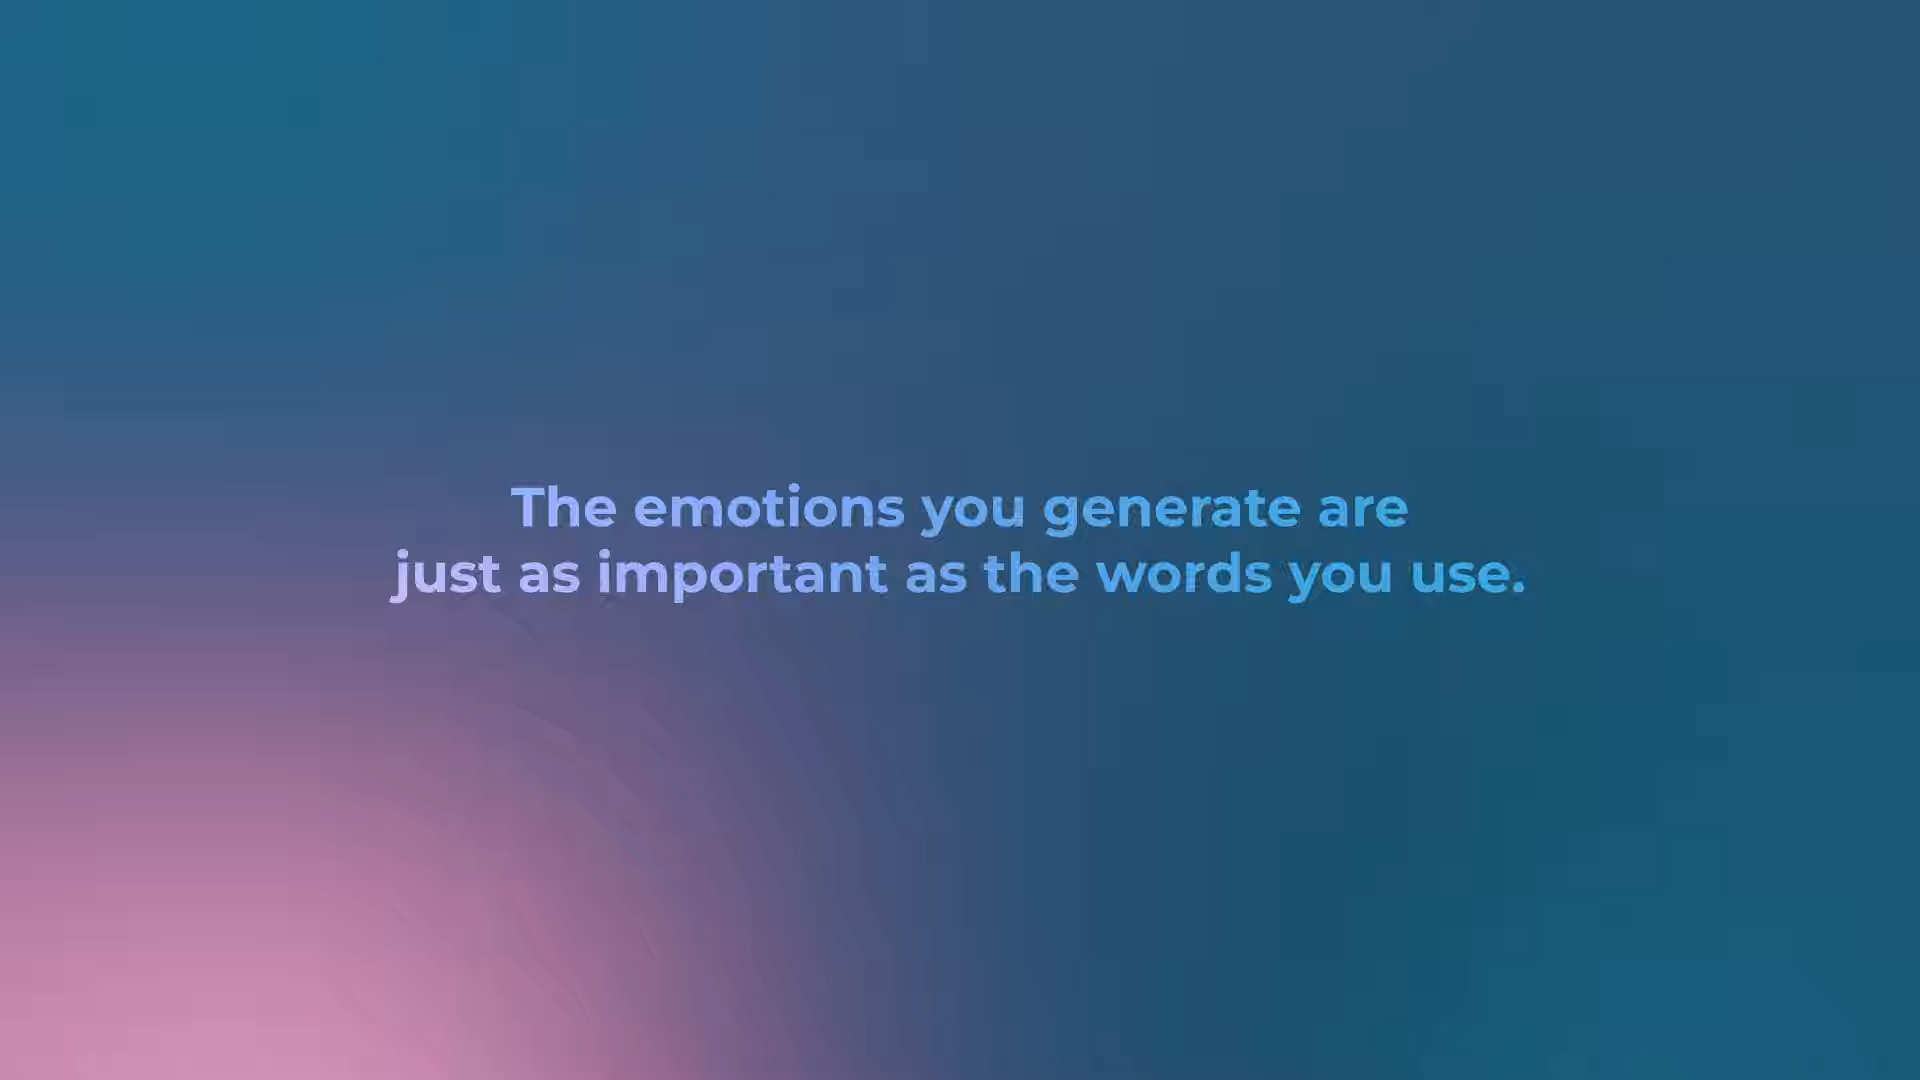 The emotions you generate are
just as important as the words you use.